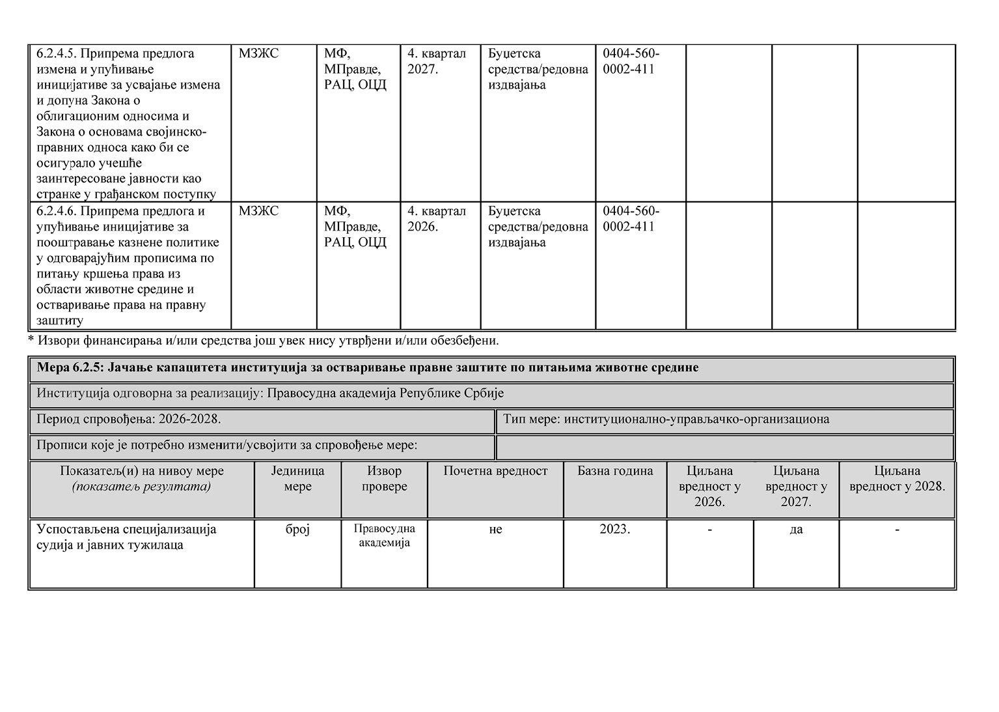 6.2.4.5. Припрема предлога
измена и упућивање
иницијативе за усвајање измена
и допуна Закона о
облигационим односима и
Закона о основама својинско-
правних односа како би се
осигурало учешће
заинтересоване јавности као
странке у грађанском поступку
МЗЖС
МФ,
МПравде,
РАЦ, ОЦД
4. квартал
2027.
Буџетска
средства/редовна
издвајања
0404-560-
0002-411
6.2.4.6. Припрема предлога и
упућивање иницијативе за
пооштравање казнене политике
у одговарајућим прописима по
питању кршења права из
области животне средине и
остваривање права на правну
заштиту
МЗЖС
МФ,
МПравде,
РАЦ, ОЦД
4. квартал
2026.
Буџетска
средства/редовна
издвајања
0404-560-
0002-411
* Извори финансирања и/или средства још увек нису утврђени и/или обезбеђени.
Мера 6.2.5: Јачање капацитета институција за остваривање правне заштите по питањима животне средине
Институција одговорна за реализацију: Правосудна академија Републике Србије
Период спровођења: 2026-2028.
Тип мере: институционално-управљачко-организациона
Прописи које је потребно изменити/усвојити за спровођење мере:
Показатељ(и) на нивоу мере
(показатељ резултата)
Јединица
мере
Извор
провере
Почетна вредност
Базна година
Циљана
вредност у
2026.
Циљана
вредност у
2027.
Циљана
вредност у 2028.
Успостављена специјализација
судија и јавних тужилаца
број
Правосудна
академија
не
2023.
-
да
-